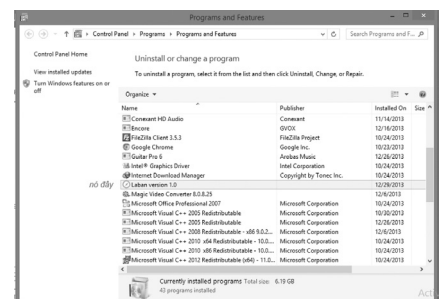 Programs and Features
Control Panel ▸ Programs ▸ Programs and Features
Search Programs and F...
Control Panel Home
View installed updates
Turn Windows features on or off
Uninstall or change a program
To uninstall a program, select it from the list and then click Uninstall, Change, or Repair.
Organize
Name Publisher Installed On Size
Conexant HD Audio Conexant 11/14/2013
Encore GVOX 12/16/2013
FileZilla Client 3.5.3 FileZilla Project 10/24/2013
Google Chrome Google Inc. 10/23/2013
Guitar Pro 6 Arobas Music 12/26/2013
Intel® Graphics Driver Intel Corporation 10/24/2013
Internet Download Manager Copyright by Tonec Inc. 10/24/2013
nó đây
Laban version 1.0 12/29/2013
Magic Video Converter 8.0.8.25 12/6/2013
Microsoft Office Professional 2007 Microsoft Corporation 10/24/2013
Microsoft Visual C++ 2005 Redistributable Microsoft Corporation 10/30/2013
Microsoft Visual C++ 2005 Redistributable Microsoft Corporation 12/26/2013
Microsoft Visual C++ 2008 Redistributable - x86 9.0.2... Microsoft Corporation 12/6/2013
Microsoft Visual C++ 2010 x64 Redistributable - 10.0.... Microsoft Corporation 10/24/2013
Microsoft Visual C++ 2010 x86 Redistributable - 10.0.... Microsoft Corporation 10/24/2013
Microsoft Visual C++ 2012 Redistributable (x64) - 11.0... Microsoft Corporation 10/24/2013
Currently installed programs Total size: 6.19 GB
43 programs installed
Act